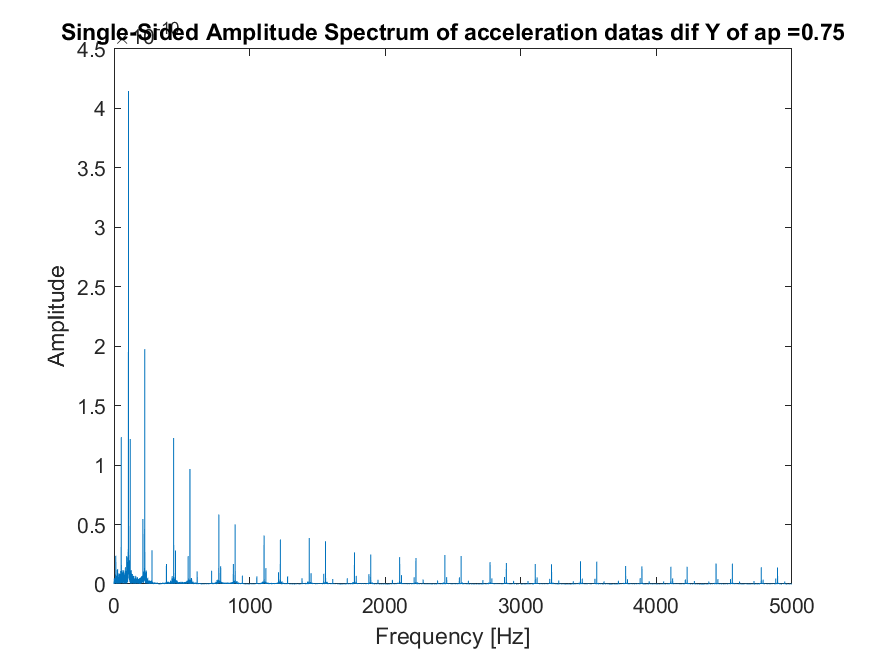 Single-Sided Amplitude Spectrum of acceleration datas dif Y of ap =0.75
4.5
4
3.5
3
2.5
2
1.5
1
0.5
0
Amplitude
0 1000 2000 3000 4000 5000
Frequency [Hz]